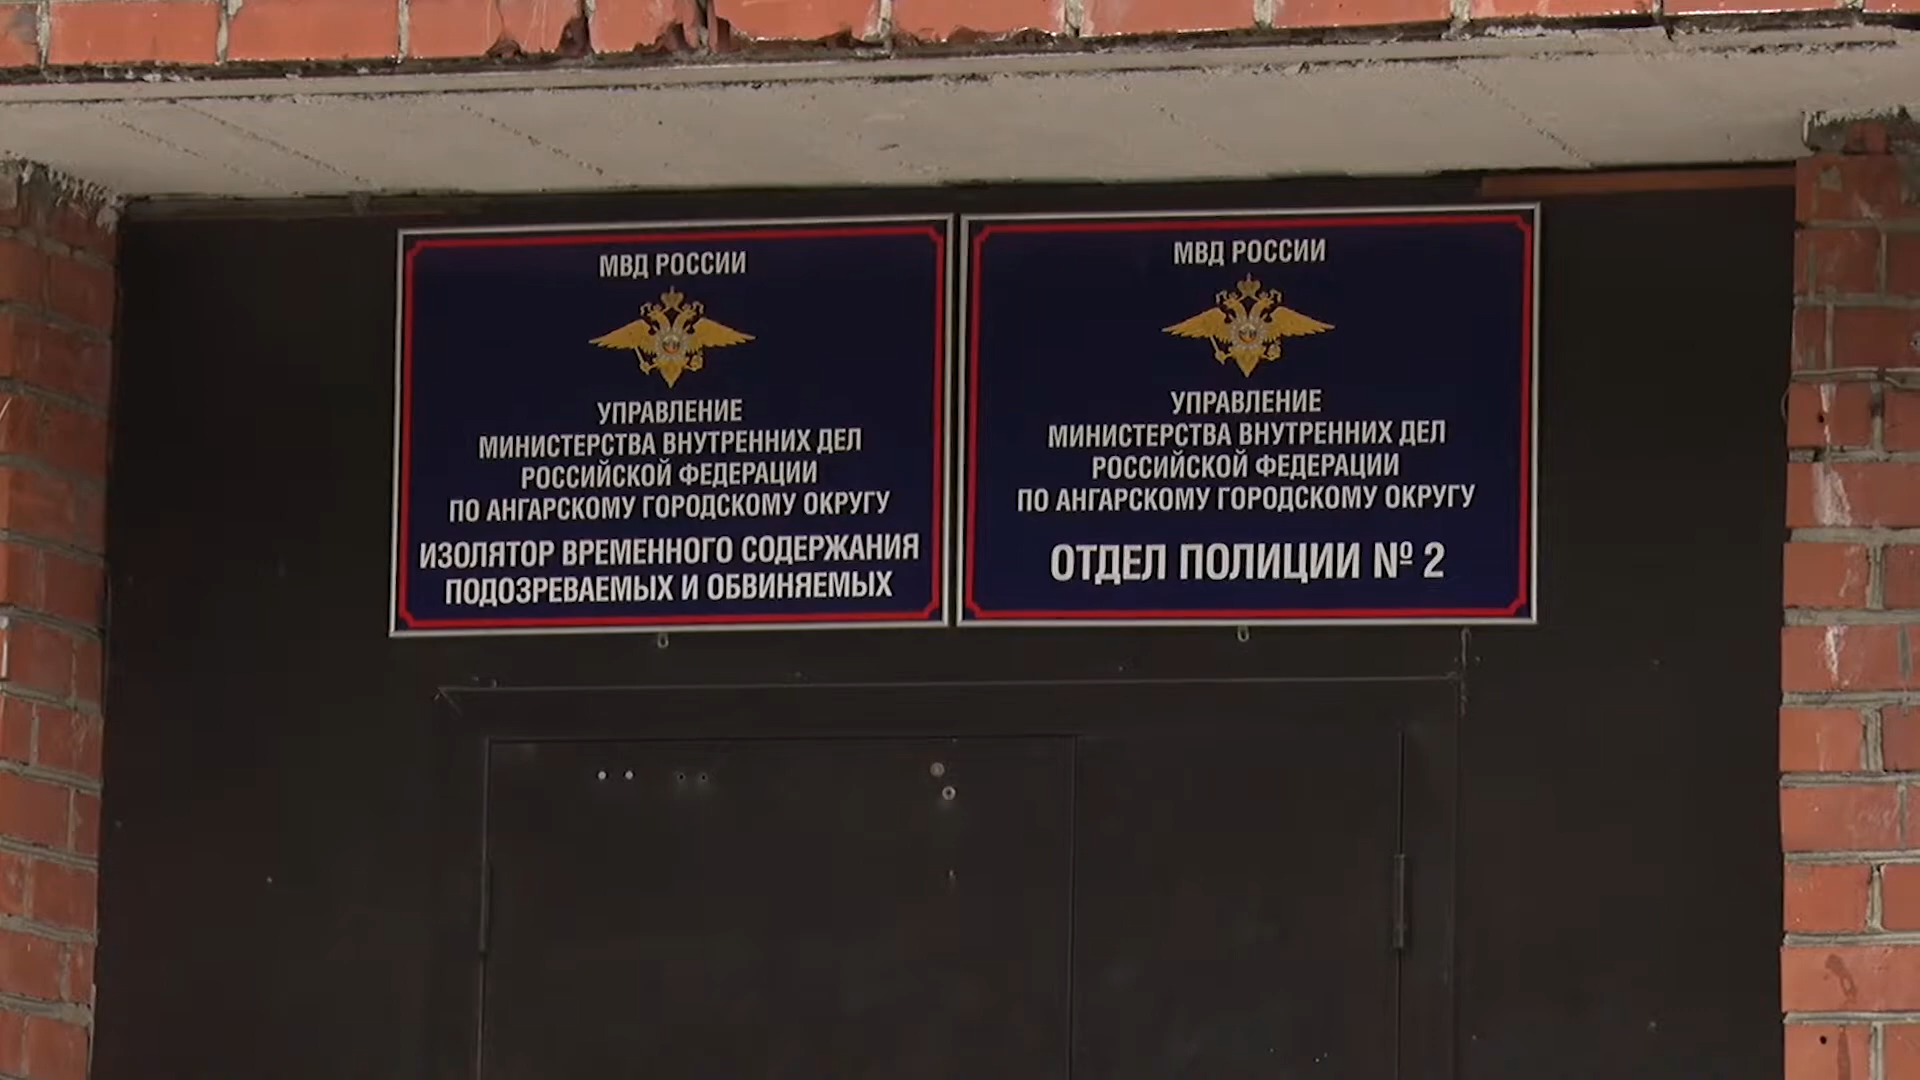 МВД РОССИИ
УПРАВЛЕНИЕ
МИНИСТЕРСТВА ВНУТРЕННИХ ДЕЛ
РОССИЙСКОЙ ФЕДЕРАЦИИ
ПО АНГАРСКОМУ ГОРОДСКОМУ ОКРУГУ
ИЗОЛЯТОР ВРЕМЕННОГО СОДЕРЖАНИЯ
ПОДОЗРЕВАЕМЫХ И ОБВИНЯЕМЫХ
МВД РОССИИ
УПРАВЛЕНИЕ
МИНИСТЕРСТВА ВНУТРЕННИХ ДЕЛ
РОССИЙСКОЙ ФЕДЕРАЦИИ
ПО АНГАРСКОМУ ГОРОДСКОМУ ОКРУГУ
ОТДЕЛ ПОЛИЦИИ № 2